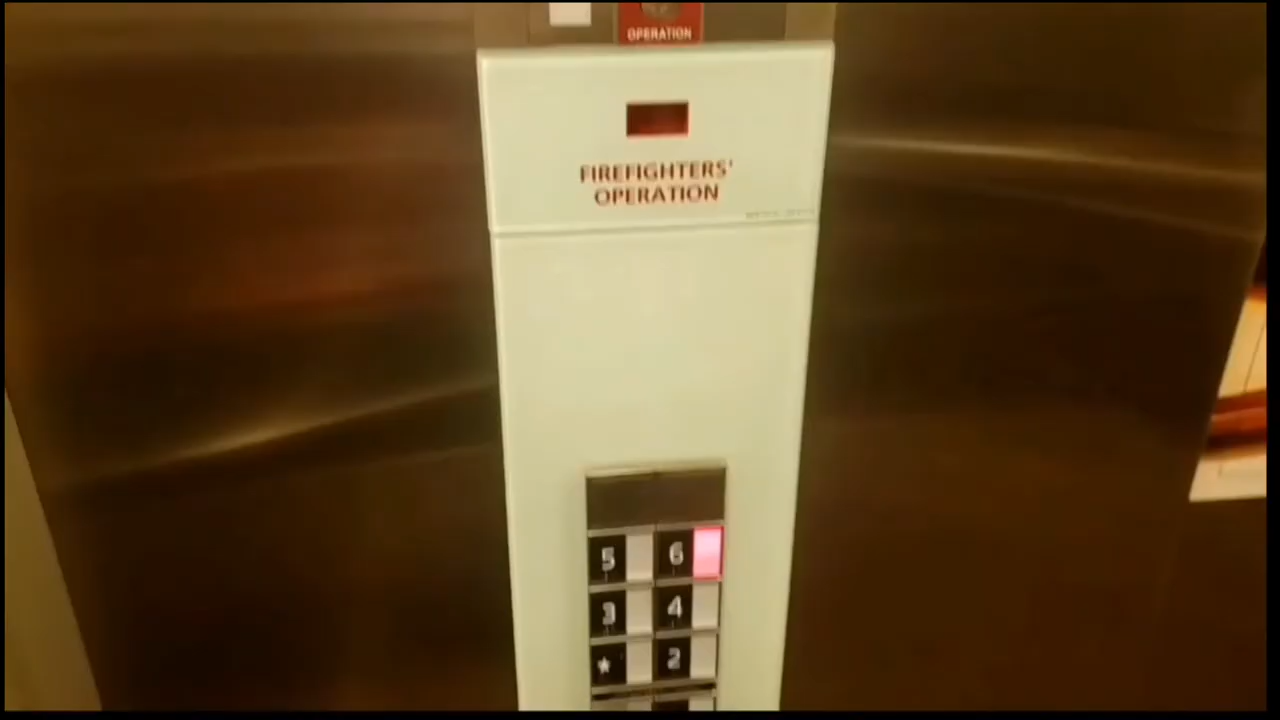 OPERATION
FIREFIGHTERS'
OPERATION
5 6
3 4
★ 2